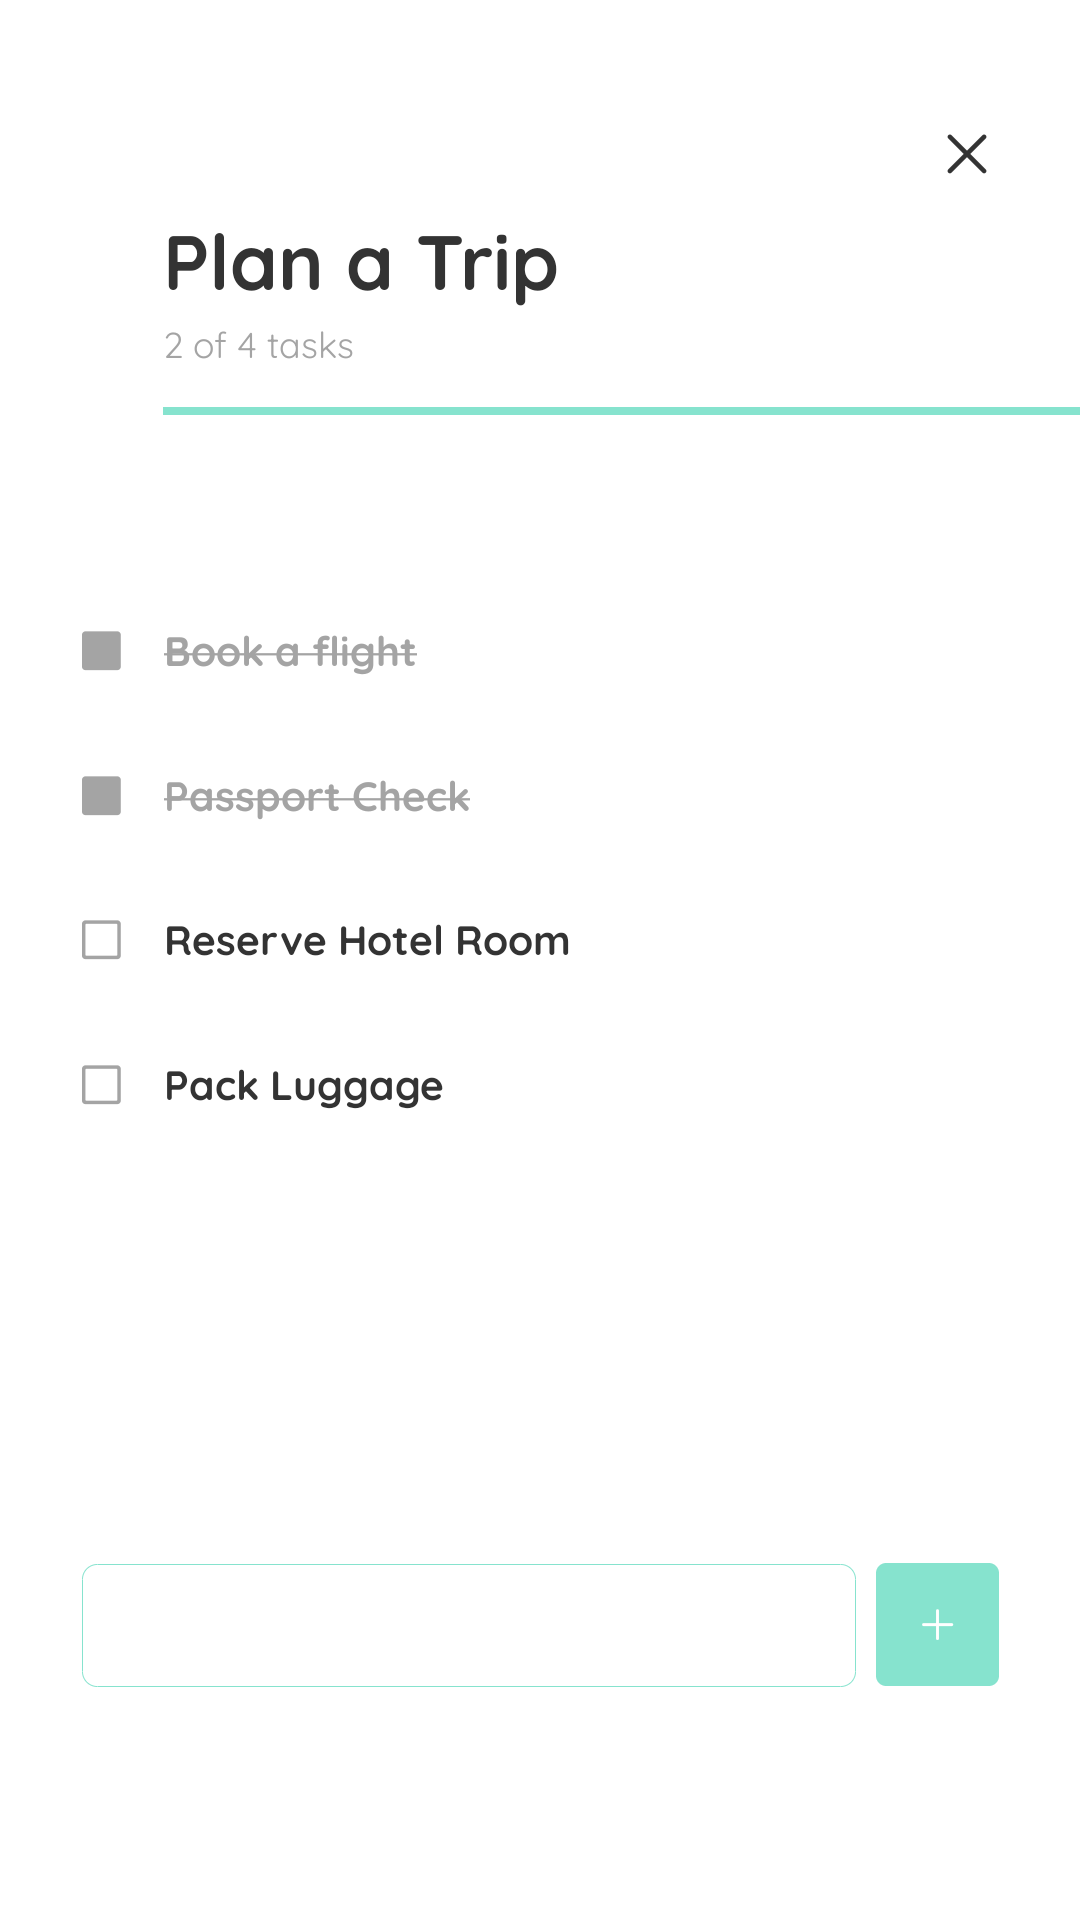 Plan a Trip
2 of 4 tasks
Book a flight
Passport Check
Reserve Hotel Room
Pack Luggage